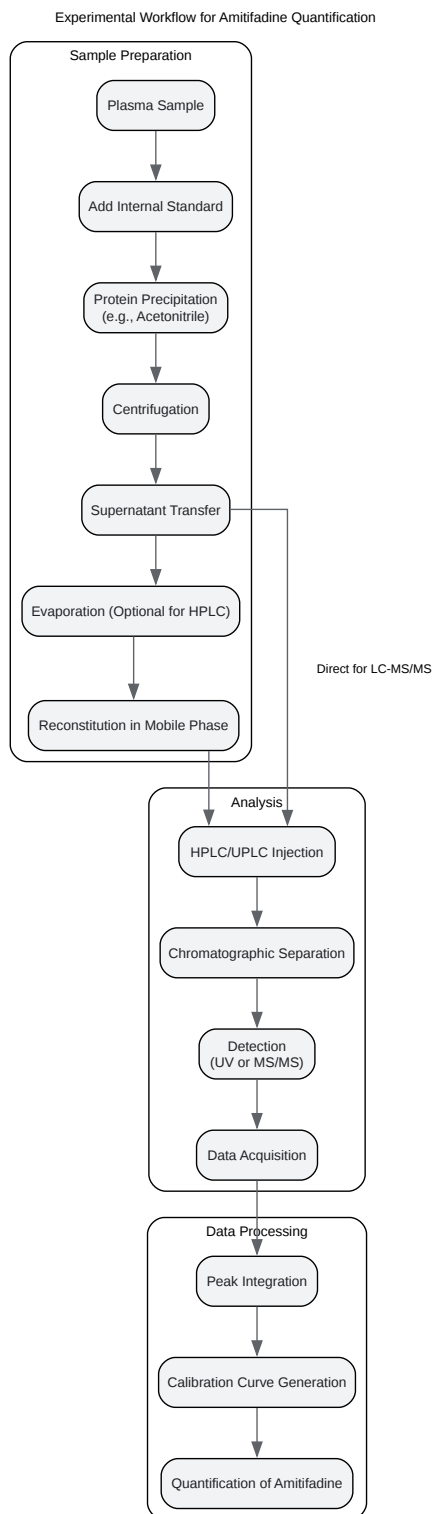 Experimental Workflow for Amitifadine Quantification
Sample Preparation
Plasma Sample
Add Internal Standard
Protein Precipitation
(e.g., Acetonitrile)
Centrifugation
Supernatant Transfer
Evaporation (Optional for HPLC)
Direct for LC-MS/MS
Reconstitution in Mobile Phase
Analysis
HPLC/UPLC Injection
Chromatographic Separation
Detection
(UV or MS/MS)
Data Acquisition
Data Processing
Peak Integration
Calibration Curve Generation
Quantification of Amitifadine